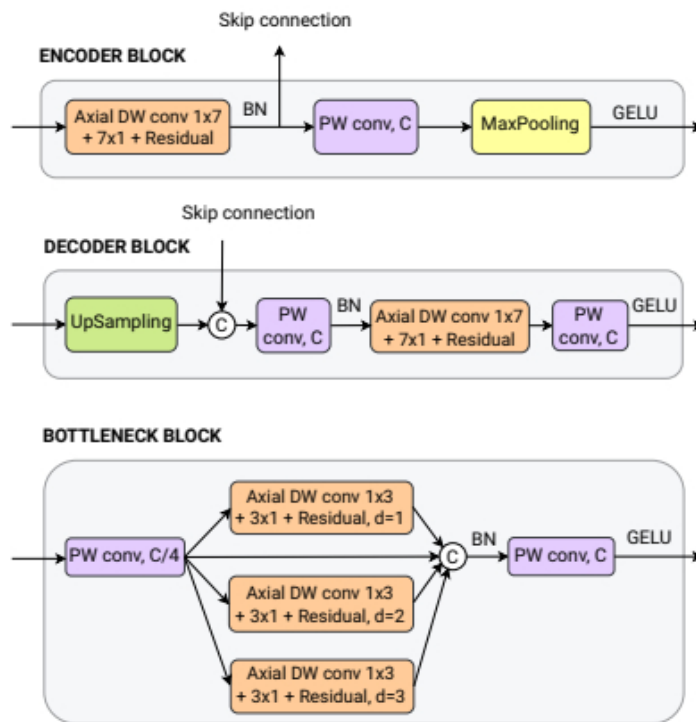 Skip connection
ENCODER BLOCK
Axial DW conv 1x7
+ 7x1 + Residual
BN
PW conv, C
MaxPooling
GELU
Skip connection
DECODER BLOCK
UpSampling
C
PW
conv, C
BN
Axial DW conv 1x7
+ 7x1 + Residual
PW
conv, C
GELU
BOTTLENECK BLOCK
PW conv, C/4
Axial DW conv 1x3
+ 3x1 + Residual, d=1
Axial DW conv 1x3
+ 3x1 + Residual, d=2
Axial DW conv 1x3
+ 3x1 + Residual, d=3
C
BN
PW conv, C
GELU